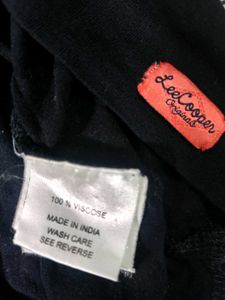 LeeCooper
Originals
100 % VISCOSE
MADE IN INDIA
WASH CARE
SEE REVERSE